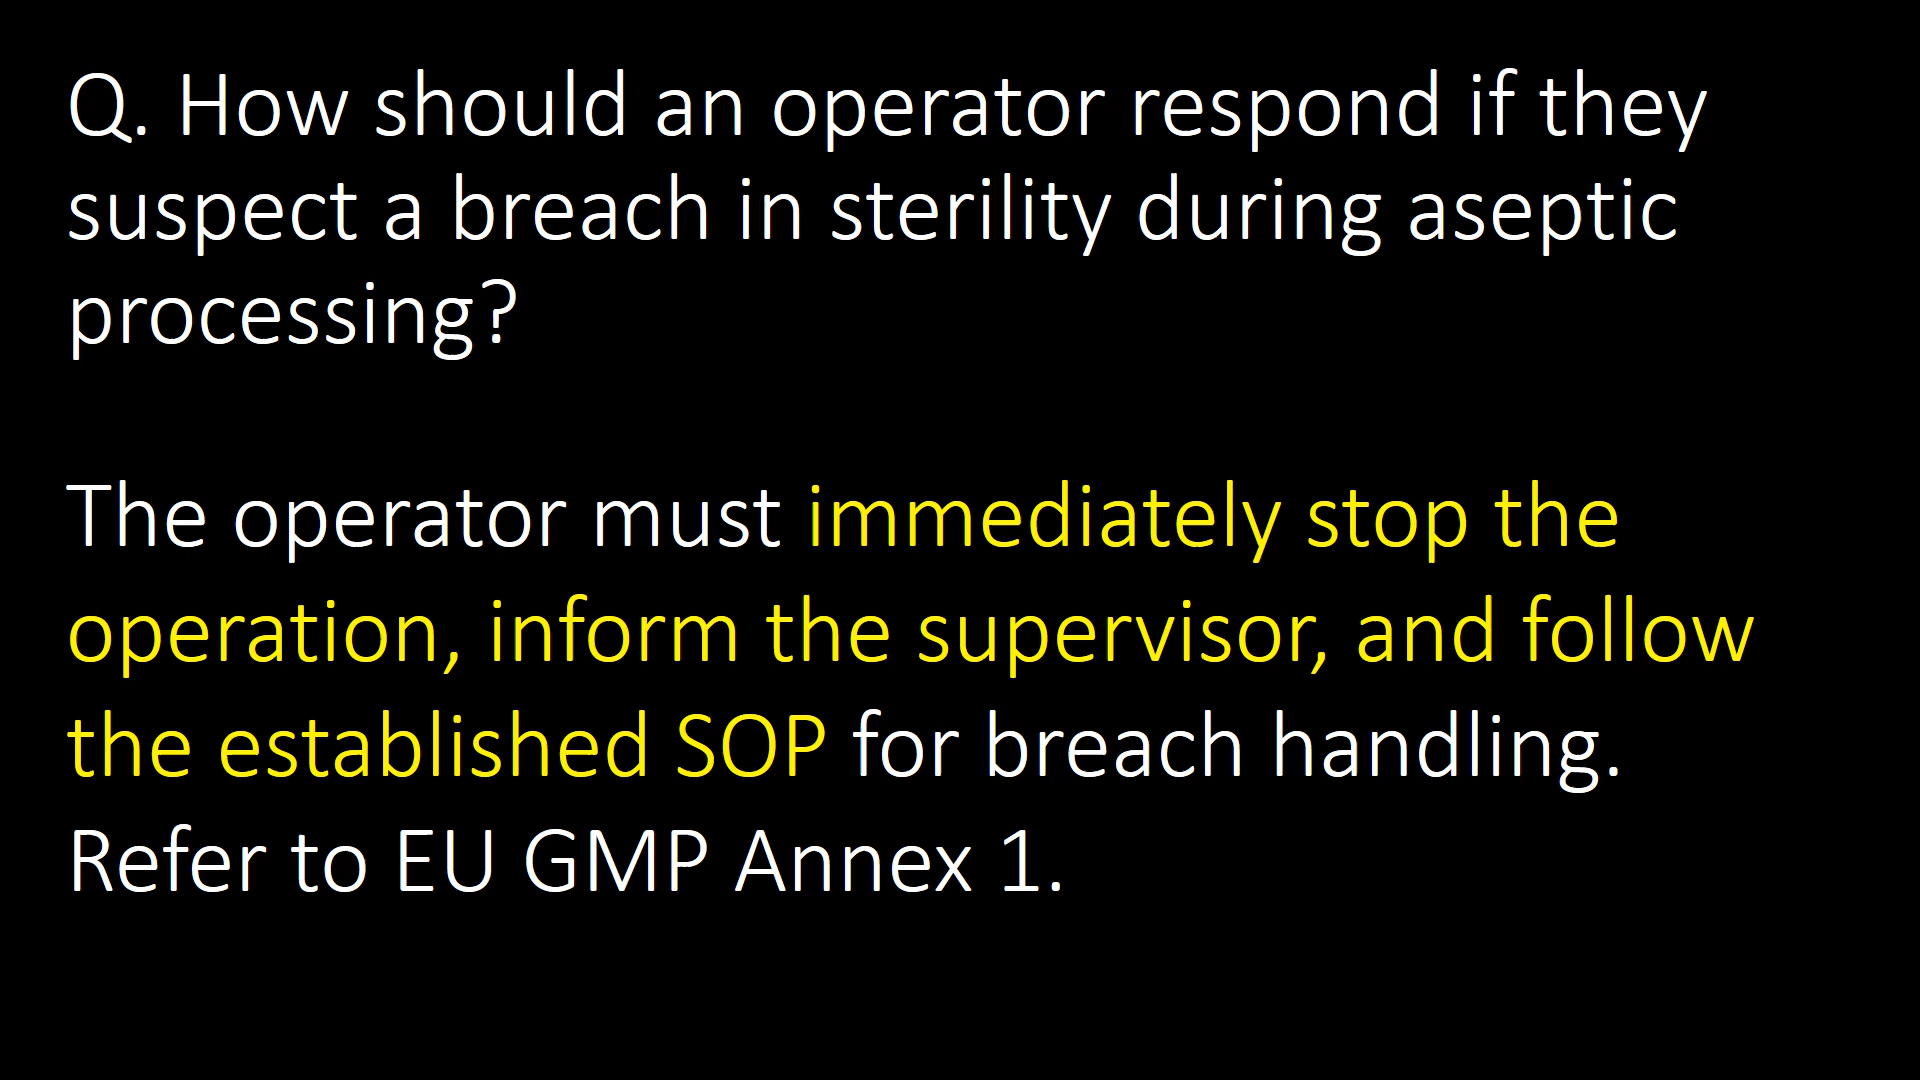 Q. How should an operator respond if they
suspect a breach in sterility during aseptic
processing?
The operator must immediately stop the
operation, inform the supervisor, and follow
the established SOP for breach handling.
Refer to EU GMP Annex 1.